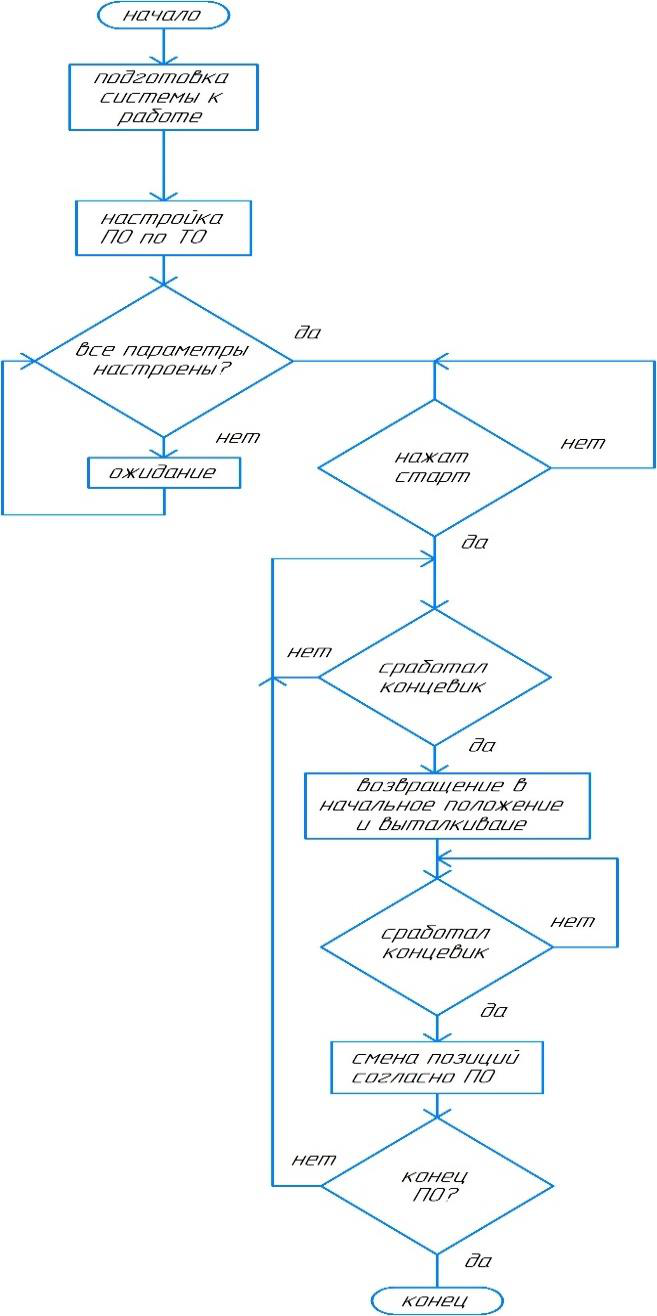 начало
подготовка
системы к
работе
настройка
ПО по ТО
все параметры
настроены?
да
нет
ожидание
нажат
старт
нет
да
сработал
концевик
нет
да
возвращение в
начальное положение
и выталкиваие
сработал
концевик
нет
да
смена позиций
согласно ПО
конец
ПО?
нет
да
конец